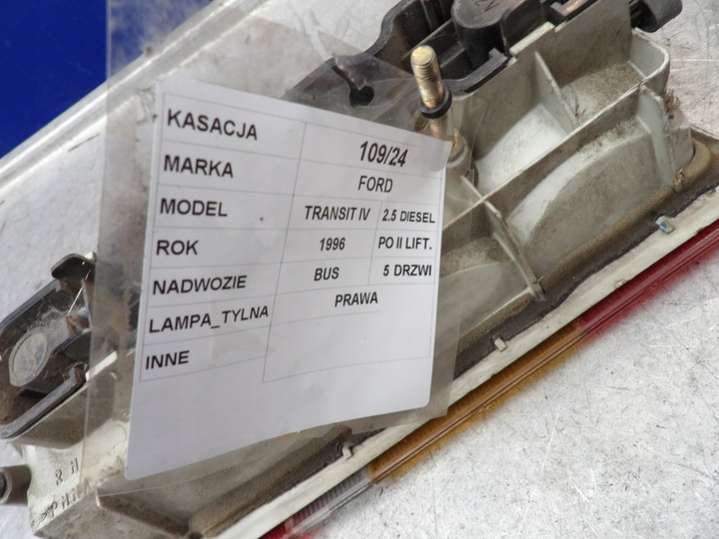 KASACJA 109/24
MARKA FORD
MODEL TRANSIT IV 2.5 DIESEL
ROK 1996 PO II LIFT.
NADWOZIE BUS 5 DRZWI
LAMPA_TYLNA PRAWA
INNE